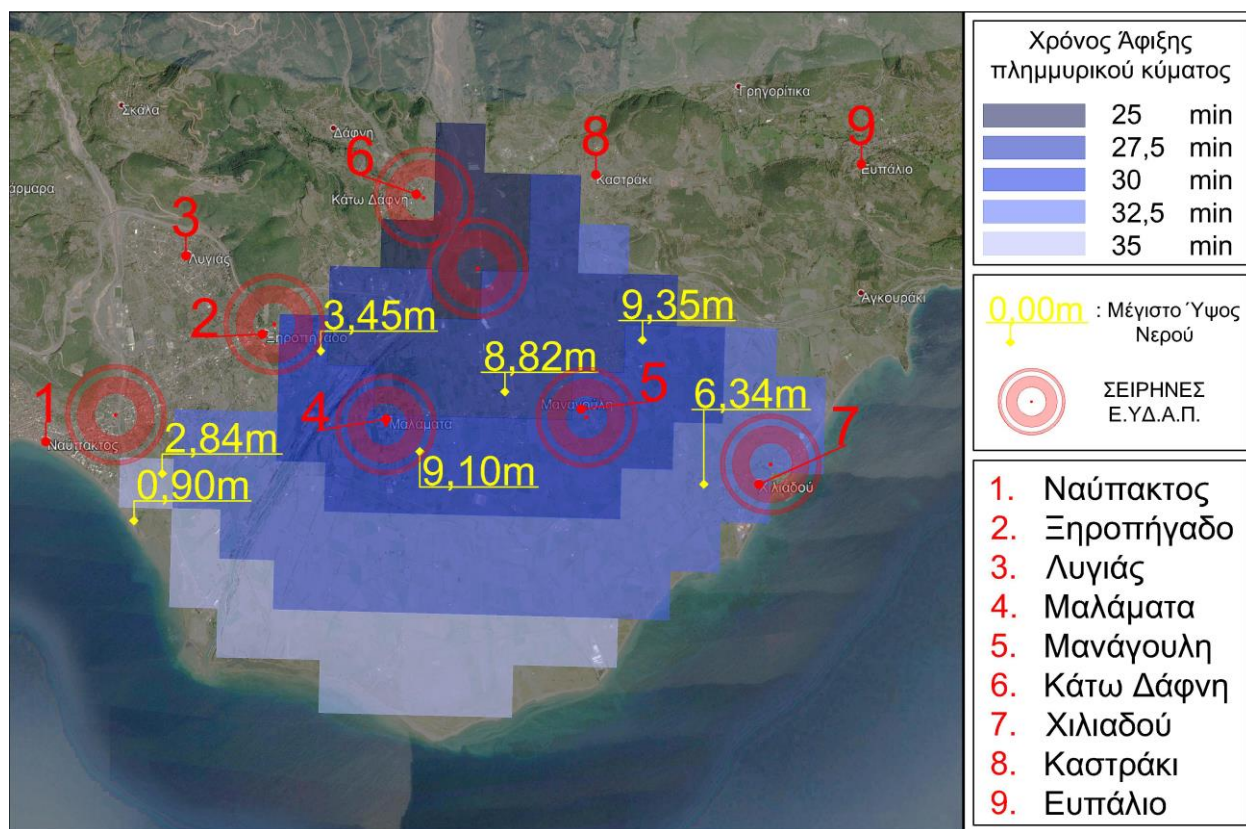 Σκάλα
Δάφνη
Γρηγορίτικα
6
8
9
Κάτω Δάφνη
Καστράκι
Ευπάλιο
άρμαρα
3
Λυγιάς
Αγκουράκι
2
Ξηροπήγαδο
3,45m
9,35m
8,82m
1
4
Μαλάματα
Μανάγουλη
5
6,34m
7
Ναύπακτος
2,84m
0,90m
9,10m
Χιλιαδού
Χρόνος Άφιξης
πλημμυρικού κύματος
25 min
27,5 min
30 min
32,5 min
35 min
0,00m : Μέγιστο Ύψος
Νερού
ΣΕΙΡΗΝΕΣ
Ε.ΥΔ.Α.Π.
1. Ναύπακτος
2. Ξηροπήγαδο
3. Λυγιάς
4. Μαλάματα
5. Μανάγουλη
6. Κάτω Δάφνη
7. Χιλιαδού
8. Καστράκι
9. Ευπάλιο